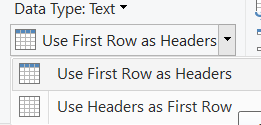 Data Type: Text
Use First Row as Headers
Use First Row as Headers
Use Headers as First Row